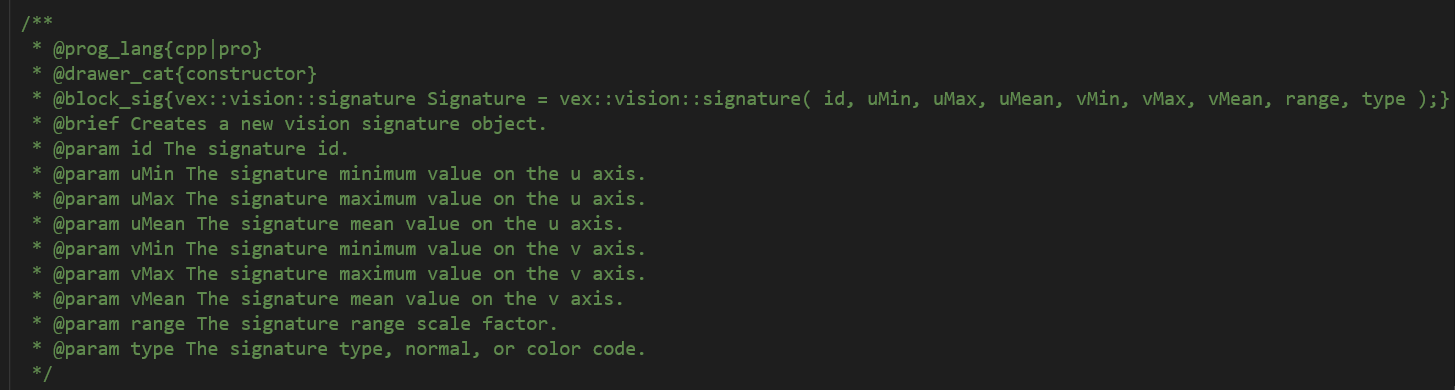 /**
* @prog_lang{cpp|pro}
* @drawer_cat{constructor}
* @block_sig{vex::vision::signature Signature = vex::vision::signature( id, uMin, uMax, uMean, vMin, vMax, vMean, range, type );}
* @brief Creates a new vision signature object.
* @param id The signature id.
* @param uMin The signature minimum value on the u axis.
* @param uMax The signature maximum value on the u axis.
* @param uMean The signature mean value on the u axis.
* @param vMin The signature minimum value on the v axis.
* @param vMax The signature maximum value on the v axis.
* @param vMean The signature mean value on the v axis.
* @param range The signature range scale factor.
* @param type The signature type, normal, or color code.
*/